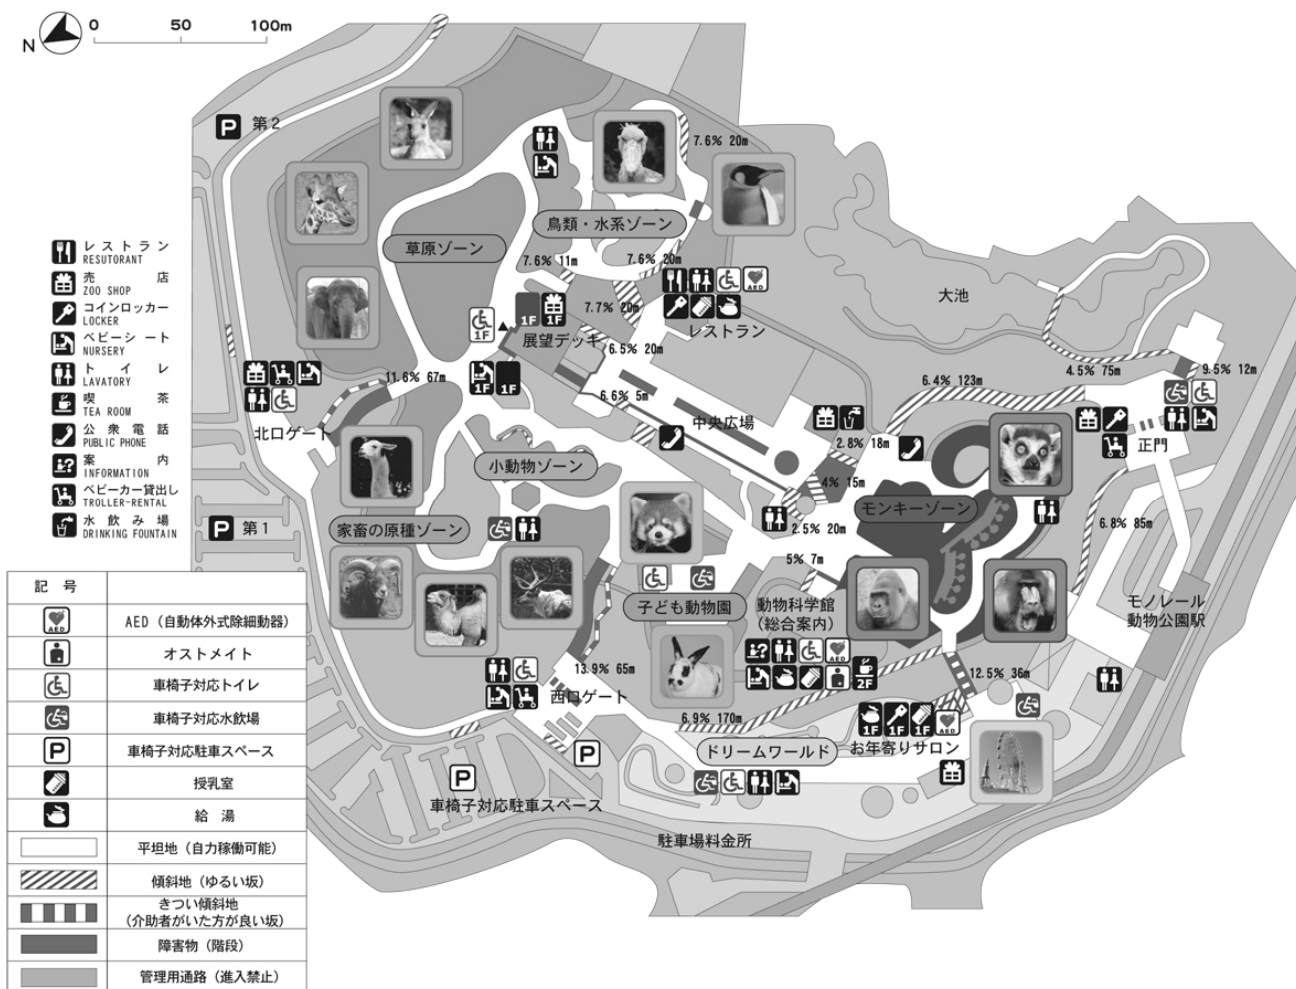 N
0 50 100m
P 第2
7.6% 20m
鳥類・水系ゾーン
草原ゾーン
7.6% 11m
7.6% 20m
AED
レストラン
RESUTORANT
売店
ZOO SHOP
コインロッカー
LOCKER
ベビーシート
NURSERY
トイレ
LAVATORY
喫茶
TEA ROOM
公衆電話
PUBLIC PHONE
案内
INFORMATION
ベビーカー貸出し
TROLLER-RENTAL
水飲み場
DRINKING FOUNTAIN
大池
7.7% 20m
1F
1F
1F
レストラン
展望デッキ
6.5% 20m
4.5% 75m
9.5% 12m
11.6% 67m
1F
1F
6.4% 123m
6.6% 5m
中央広場
北口ゲート
2.8% 18m
正門
小動物ゾーン
4% 15m
モンキーゾーン
P 第1
家畜の原種ゾーン
2.5% 20m
6.8% 85m
5% 7m
子ども動物園
動物科学館
(総合案内)
モノレール
動物公園駅
AED
2F
13.9% 65m
12.5% 36m
西口ゲート
6.9% 170m
1F
1F
1F
AED
ドリームワールド
お年寄りサロン
P
P
車椅子対応駐車スペース
駐車場料金所
記号
AED
AED(自動体外式除細動器)
オストメイト
車椅子対応トイレ
車椅子対応水飲場
P
車椅子対応駐車スペース
授乳室
給湯
平坦地(自力稼働可能)
傾斜地(ゆるい坂)
きつい傾斜地
(介助者がいた方が良い坂)
障害物(階段)
管理用通路(進入禁止)